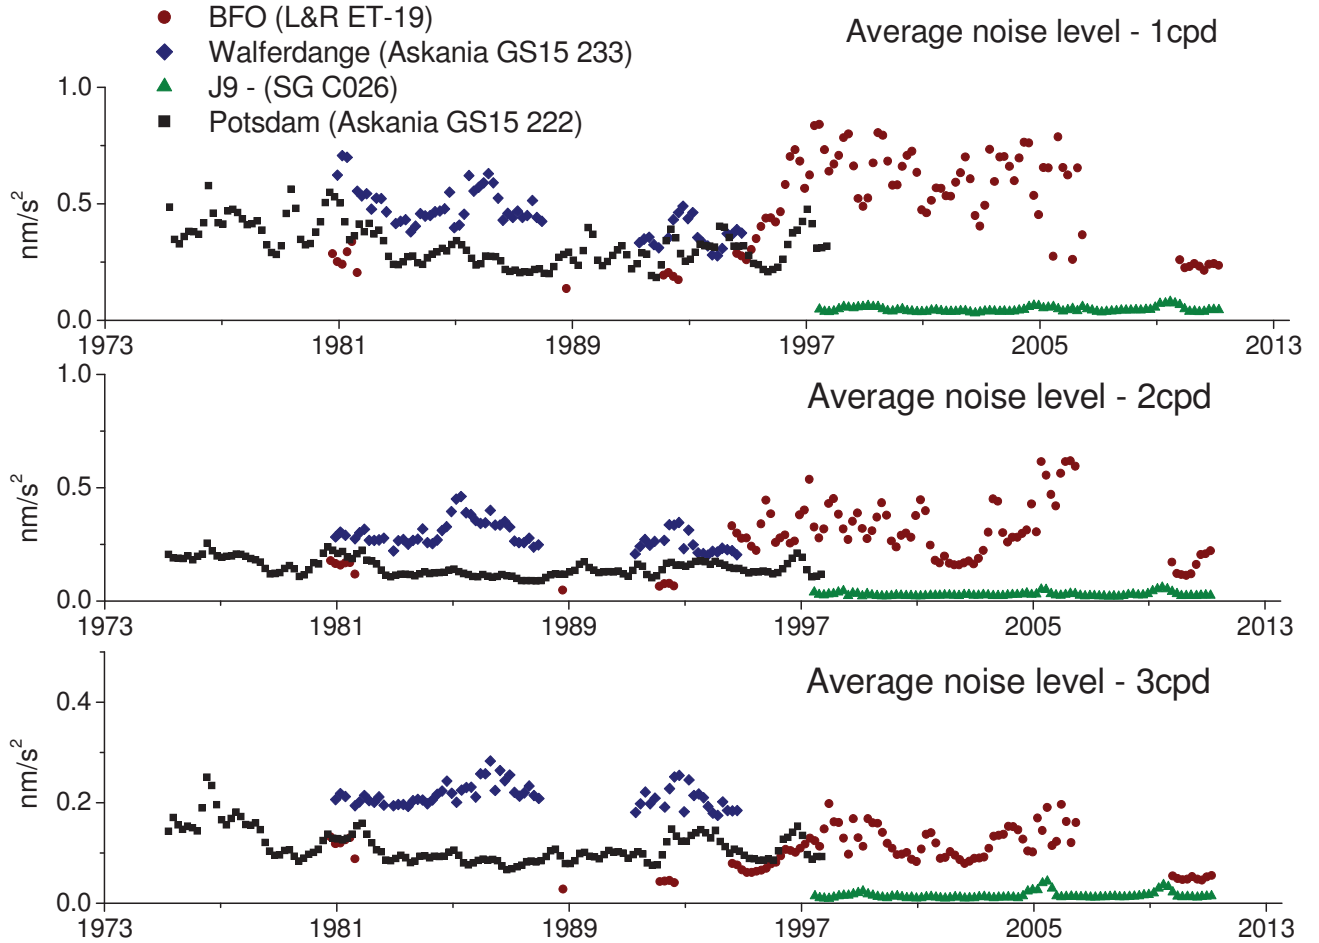 BFO (L&R ET-19)
Walferdange (Askania GS15 233)
J9 - (SG C026)
Potsdam (Askania GS15 222)
Average noise level - 1cpd
1.0
0.5
0.0
nm/s²
1973 1981 1989 1997 2005 2013
Average noise level - 2cpd
1.0
0.5
0.0
nm/s²
1973 1981 1989 1997 2005 2013
Average noise level - 3cpd
0.4
0.2
0.0
nm/s²
1973 1981 1989 1997 2005 2013